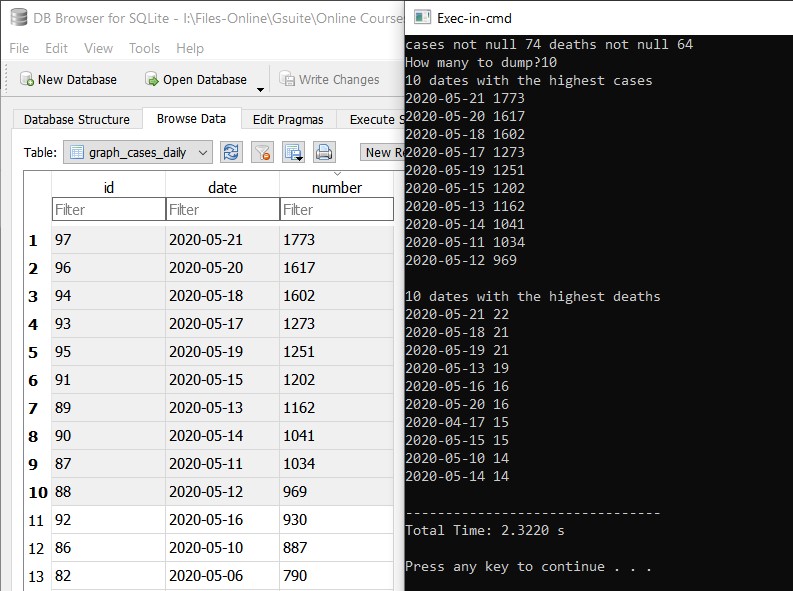 DB Browser for SQLite - I:\Files-Online\Gsuite\Online Course
File Edit View Tools Help
New Database Open Database Write Changes
Database Structure Browse Data Edit Pragmas Execute S
Table: graph_cases_daily New Re
id date number
Filter Filter Filter
1 97 2020-05-21 1773
2 96 2020-05-20 1617
3 94 2020-05-18 1602
4 93 2020-05-17 1273
5 95 2020-05-19 1251
6 91 2020-05-15 1202
7 89 2020-05-13 1162
8 90 2020-05-14 1041
9 87 2020-05-11 1034
10 88 2020-05-12 969
11 92 2020-05-16 930
12 86 2020-05-10 887
13 82 2020-05-06 790
Exec-in-cmd
cases not null 74 deaths not null 64
How many to dump?10
10 dates with the highest cases
2020-05-21 1773
2020-05-20 1617
2020-05-18 1602
2020-05-17 1273
2020-05-19 1251
2020-05-15 1202
2020-05-13 1162
2020-05-14 1041
2020-05-11 1034
2020-05-12 969
10 dates with the highest deaths
2020-05-21 22
2020-05-18 21
2020-05-19 21
2020-05-13 19
2020-05-16 16
2020-05-20 16
2020-04-17 15
2020-05-15 15
2020-05-10 14
2020-05-14 14
--------------------------------
Total Time: 2.3220 s
Press any key to continue . . .